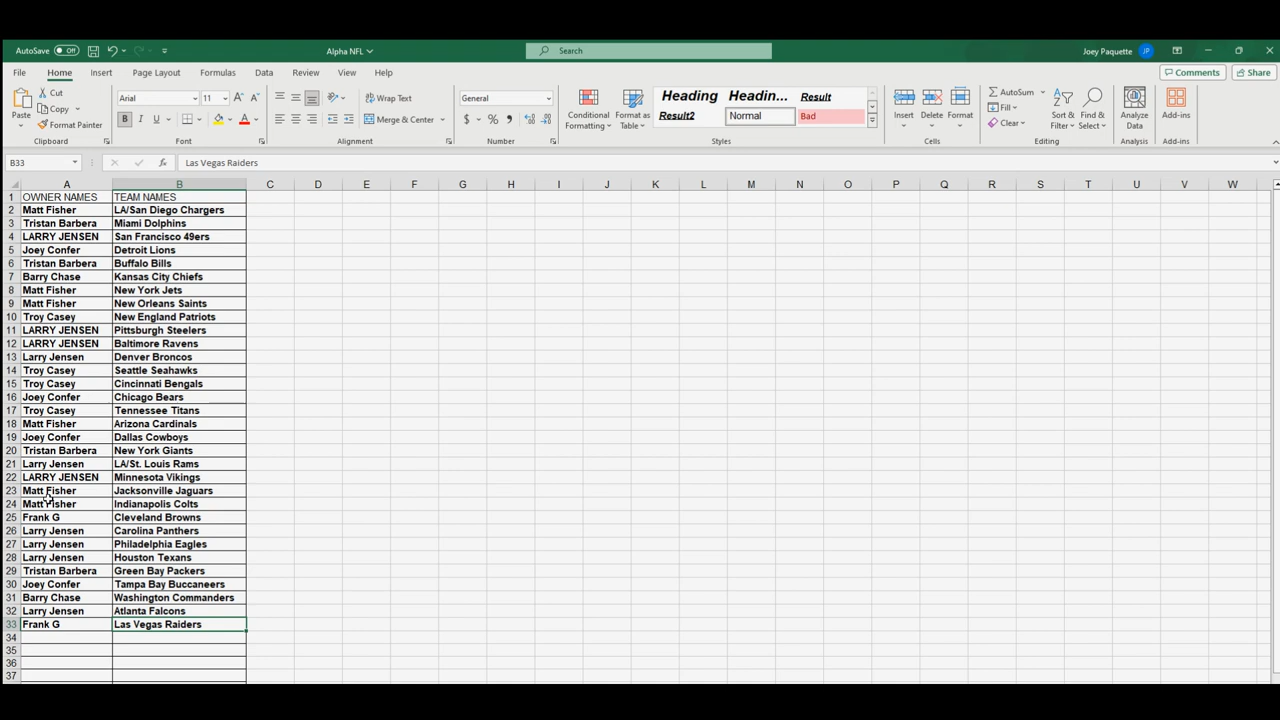 AutoSave Off Alpha NFL Search Joey Paquette JP
File Home Insert Page Layout Formulas Data Review View Help Comments Share
Paste Cut Copy Format Painter Clipboard
Arial 11 B I U Font
Wrap Text Merge & Center Alignment
General $ % Number
Conditional Formatting Format as Table
Heading Headin... Result
Result2 Normal Bad
Styles
Insert Delete Format Cells
AutoSum Fill Clear Sort & Filter Find & Select Editing
Analyze Data Analysis
Add-ins Add-ins
B33 fx Las Vegas Raiders
A B C D E F G H I J K L M N O P Q R S T U V W
1 OWNER NAMES TEAM NAMES
2 Matt Fisher LA/San Diego Chargers
3 Tristan Barbera Miami Dolphins
4 LARRY JENSEN San Francisco 49ers
5 Joey Confer Detroit Lions
6 Tristan Barbera Buffalo Bills
7 Barry Chase Kansas City Chiefs
8 Matt Fisher New York Jets
9 Matt Fisher New Orleans Saints
10 Troy Casey New England Patriots
11 LARRY JENSEN Pittsburgh Steelers
12 LARRY JENSEN Baltimore Ravens
13 Larry Jensen Denver Broncos
14 Troy Casey Seattle Seahawks
15 Troy Casey Cincinnati Bengals
16 Joey Confer Chicago Bears
17 Troy Casey Tennessee Titans
18 Matt Fisher Arizona Cardinals
19 Joey Confer Dallas Cowboys
20 Tristan Barbera New York Giants
21 Larry Jensen LA/St. Louis Rams
22 LARRY JENSEN Minnesota Vikings
23 Matt Fisher Jacksonville Jaguars
24 Matt Fisher Indianapolis Colts
25 Frank G Cleveland Browns
26 Larry Jensen Carolina Panthers
27 Larry Jensen Philadelphia Eagles
28 Larry Jensen Houston Texans
29 Tristan Barbera Green Bay Packers
30 Joey Confer Tampa Bay Buccaneers
31 Barry Chase Washington Commanders
32 Larry Jensen Atlanta Falcons
33 Frank G Las Vegas Raiders
34
35
36
37